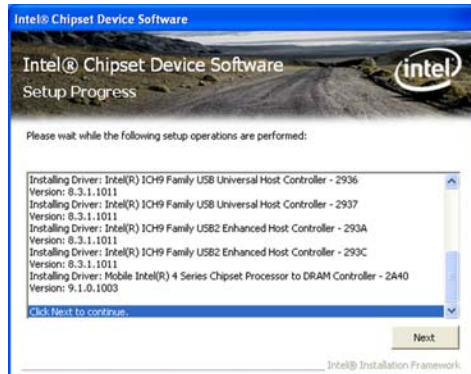 Intel® Chipset Device Software
Intel® Chipset Device Software
intel
Setup Progress
Please wait while the following setup operations are performed:
Installing Driver: Intel(R) ICH9 Family USB Universal Host Controller - 2936
Version: 8.3.1.1011
Installing Driver: Intel(R) ICH9 Family USB Universal Host Controller - 2937
Version: 8.3.1.1011
Installing Driver: Intel(R) ICH9 Family USB2 Enhanced Host Controller - 293A
Version: 8.3.1.1011
Installing Driver: Intel(R) ICH9 Family USB2 Enhanced Host Controller - 293C
Version: 8.3.1.1011
Installing Driver: Mobile Intel(R) 4 Series Chipset Processor to DRAM Controller - 2A40
Version: 9.1.0.1003
Click Next to continue.
Next
Intel® Installation Framework